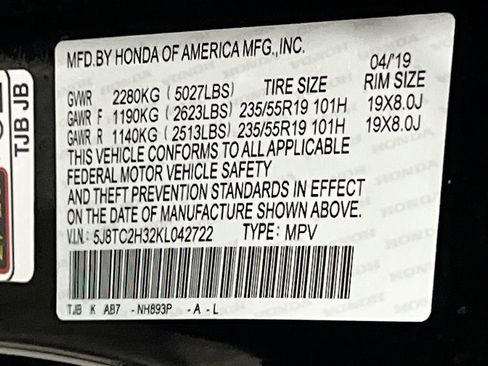 MFD.BY HONDA OF AMERICA MFG.,INC.
04/'19
GVWR 2280KG (5027LBS) TIRE SIZE RIM SIZE
GAWR F 1190KG (2623LBS) 235/55R19 101H 19X8.0J
GAWR R 1140KG (2513LBS) 235/55R19 101H 19X8.0J
THIS VEHICLE CONFORMS TO ALL APPLICABLE
FEDERAL MOTOR VEHICLE SAFETY
AND THEFT PREVENTION STANDARDS IN EFFECT
ON THE DATE OF MANUFACTURE SHOWN ABOVE.
V.I.N.: 5J8TC2H32KL042722 TYPE: MPV
TJB K AB7 -NH893P -A-L
TJB JB